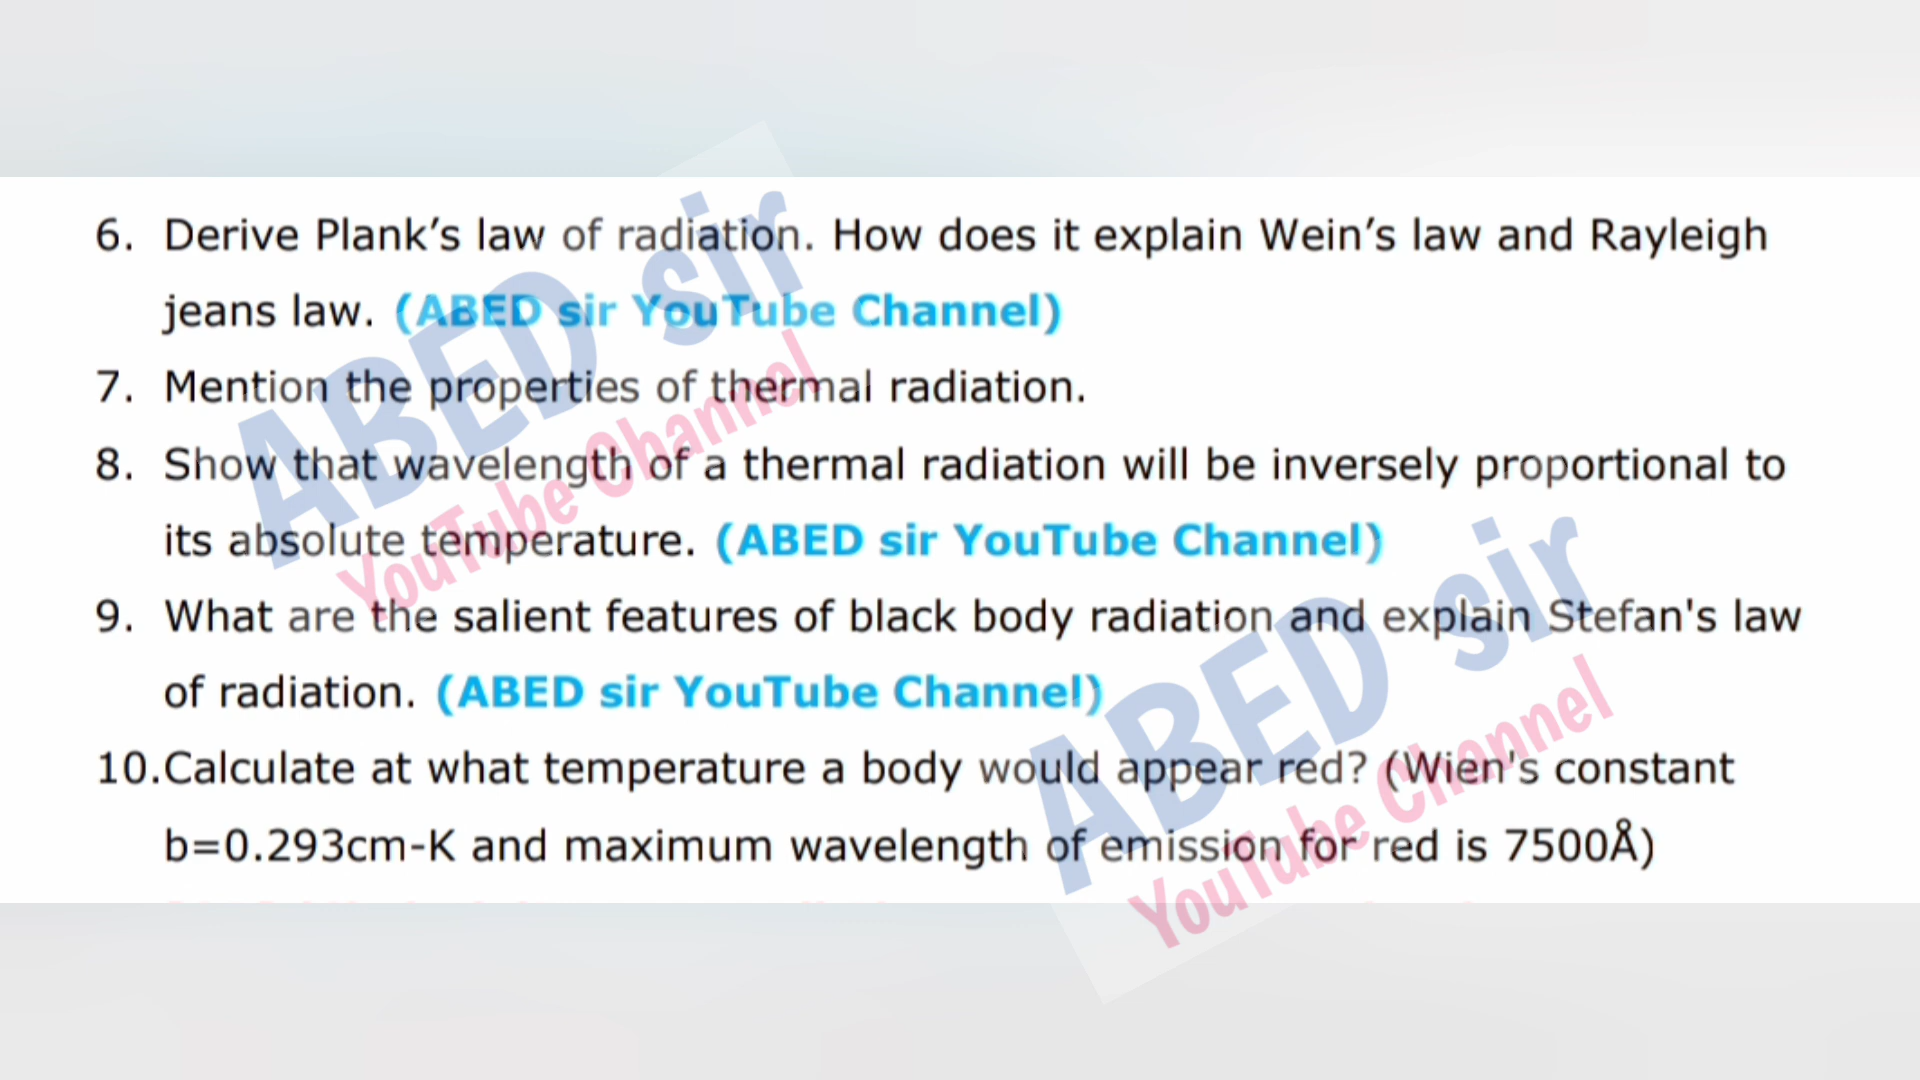 6. Derive Plank’s law of radiation. How does it explain Wein’s law and Rayleigh
jeans law. (ABED sir YouTube Channel)
7. Mention the properties of thermal radiation.
8. Show that wavelength of a thermal radiation will be inversely proportional to
its absolute temperature. (ABED sir YouTube Channel)
9. What are the salient features of black body radiation and explain Stefan's law
of radiation. (ABED sir YouTube Channel)
10.Calculate at what temperature a body would appear red? (Wien's constant
b=0.293cm-K and maximum wavelength of emission for red is 7500Å)
ABED sir
YouTube Channel
ABED sir
YouTube Channel